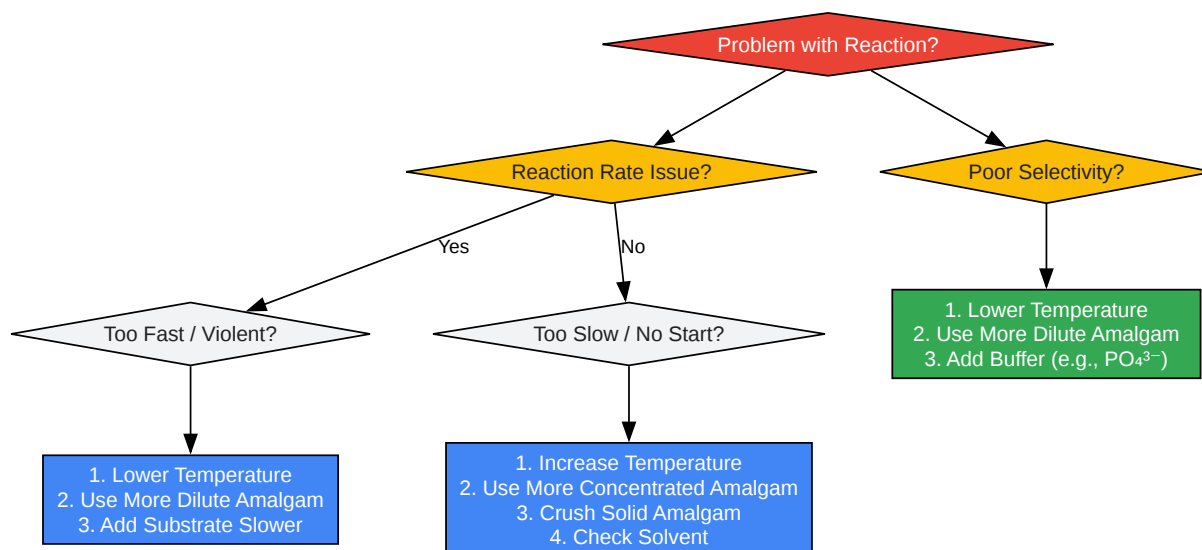 Problem with Reaction?
Reaction Rate Issue?
Poor Selectivity?
Yes
No
Too Fast / Violent?
Too Slow / No Start?
1. Lower Temperature
2. Use More Dilute Amalgam
3. Add Buffer (e.g., PO₄³⁻)
1. Lower Temperature
2. Use More Dilute Amalgam
3. Add Substrate Slower
1. Increase Temperature
2. Use More Concentrated Amalgam
3. Crush Solid Amalgam
4. Check Solvent